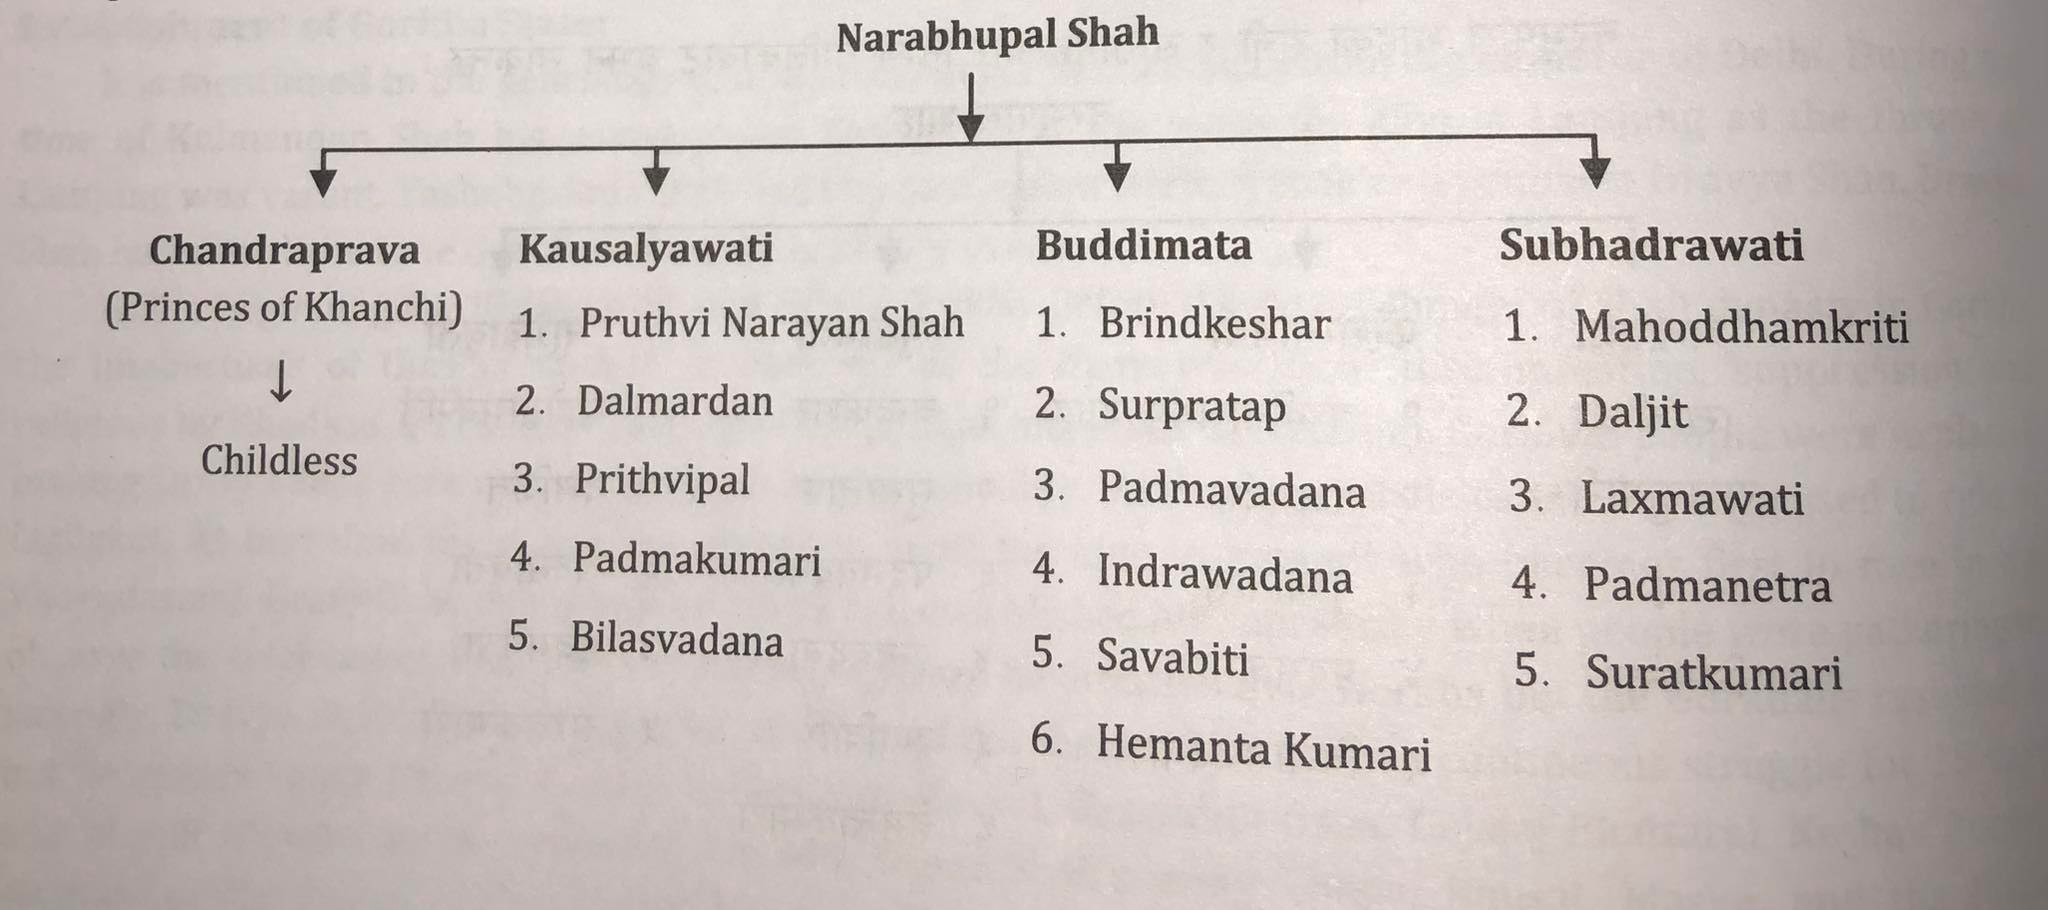 Narabhupal Shah
Chandraprava
(Princes of Khanchi)
Childless
Kausalyawati
1. Pruthvi Narayan Shah
2. Dalmardan
3. Prithvipal
4. Padmakumari
5. Bilasvadana
Buddimata
1. Brindkeshar
2. Surpratap
3. Padmavadana
4. Indrawadana
5. Savabiti
6. Hemanta Kumari
Subhadrawati
1. Mahoddhamkriti
2. Daljit
3. Laxmawati
4. Padmanetra
5. Suratkumari